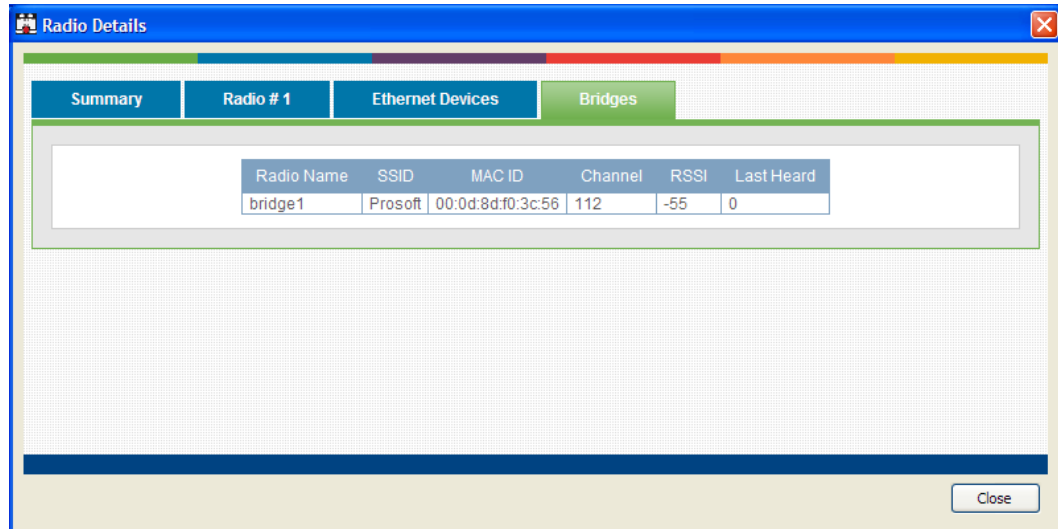 Radio Details
Summary Radio # 1 Ethernet Devices Bridges
Radio Name SSID MAC ID Channel RSSI Last Heard
bridge1 Prosoft 00:0d:8d:f0:3c:56 112 -55 0
Close